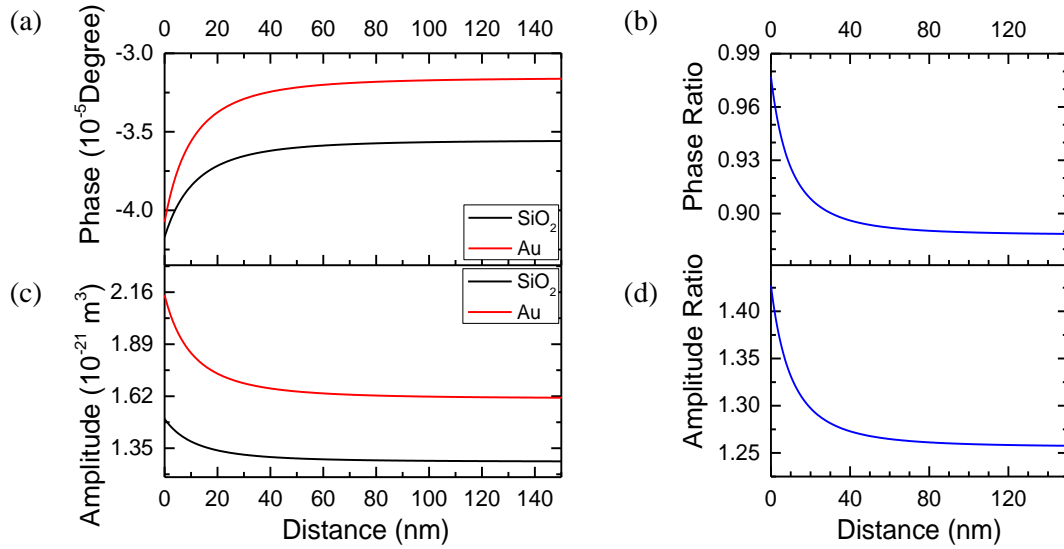 (a)
0 20 40 60 80 100 120 140
-3.0
-3.5
-4.0
Phase (10-5Degree)
SiO2
Au
(b)
0 40 80 120
0.99
0.96
0.93
0.90
Phase Ratio
(c)
2.16
1.89
1.62
1.35
Amplitude (10-21 m3)
SiO2
Au
0 20 40 60 80 100 120 140
Distance (nm)
(d)
1.40
1.35
1.30
1.25
Amplitude Ratio
0 40 80 120
Distance (nm)